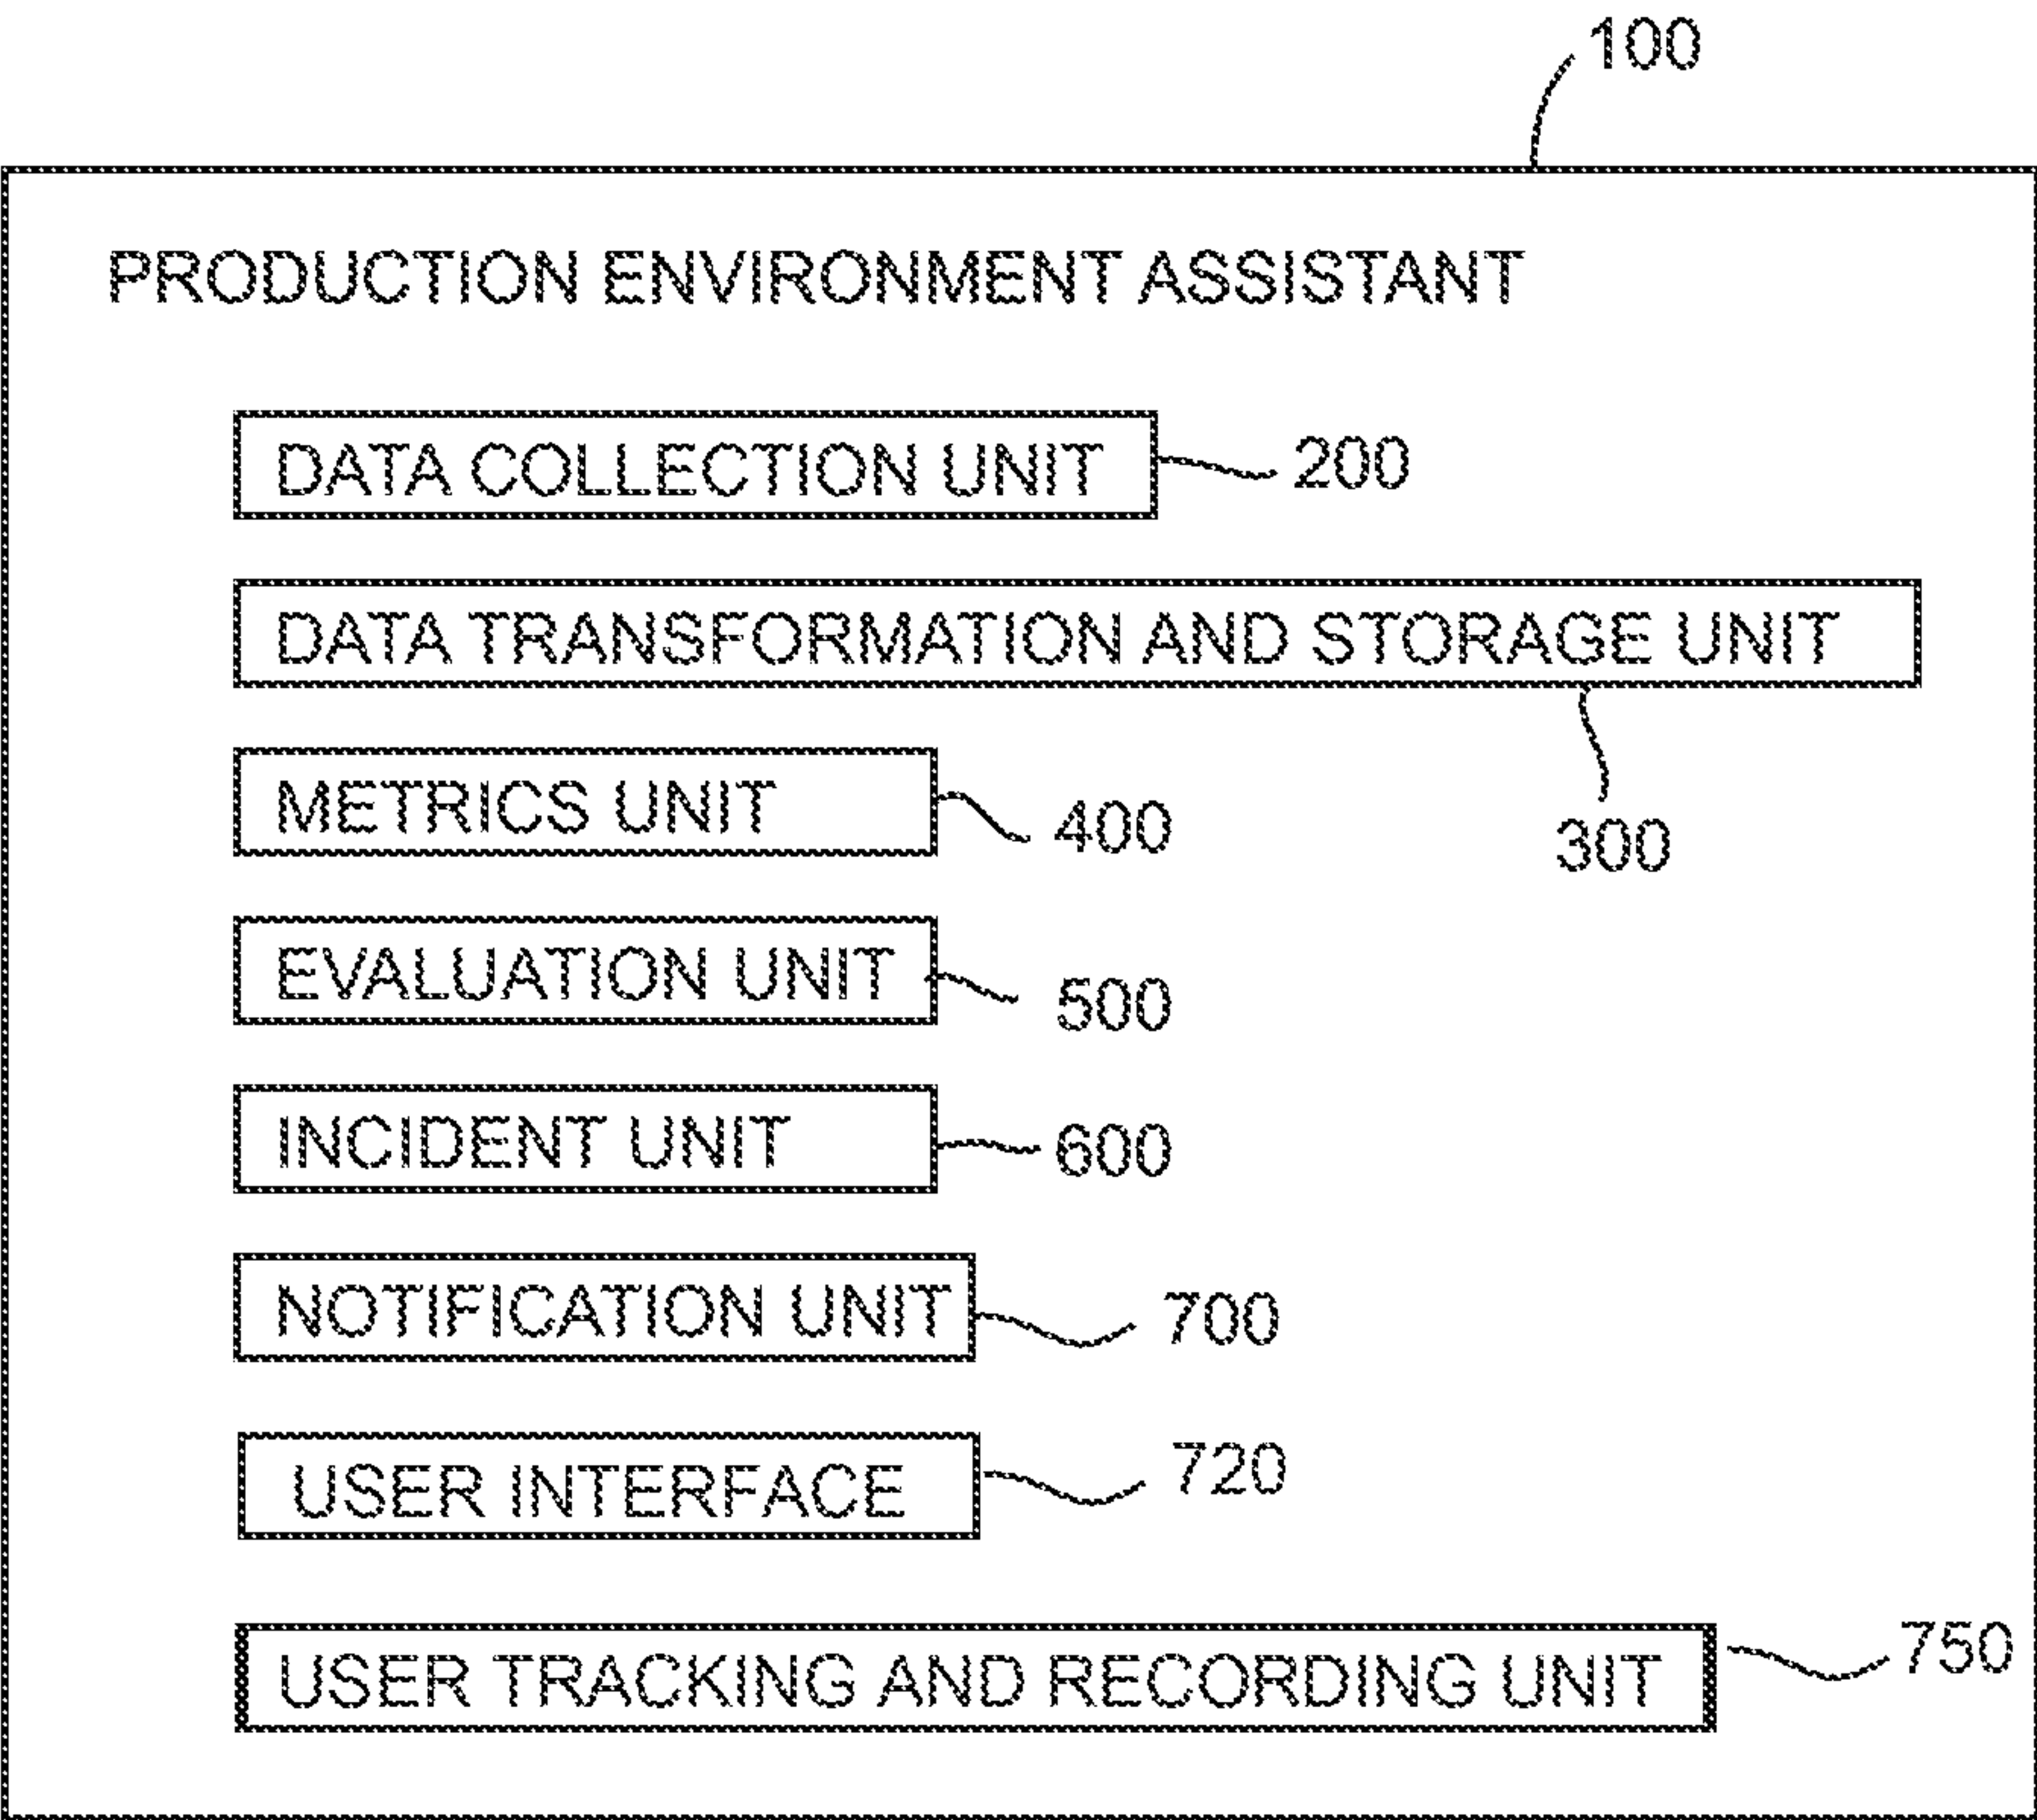 100
PRODUCTION ENVIRONMENT ASSISTANT
DATA COLLECTION UNIT 200
DATA TRANSFORMATION AND STORAGE UNIT
300
METRICS UNIT 400
EVALUATION UNIT 500
INCIDENT UNIT 600
NOTIFICATION UNIT 700
USER INTERFACE 720
USER TRACKING AND RECORDING UNIT 750